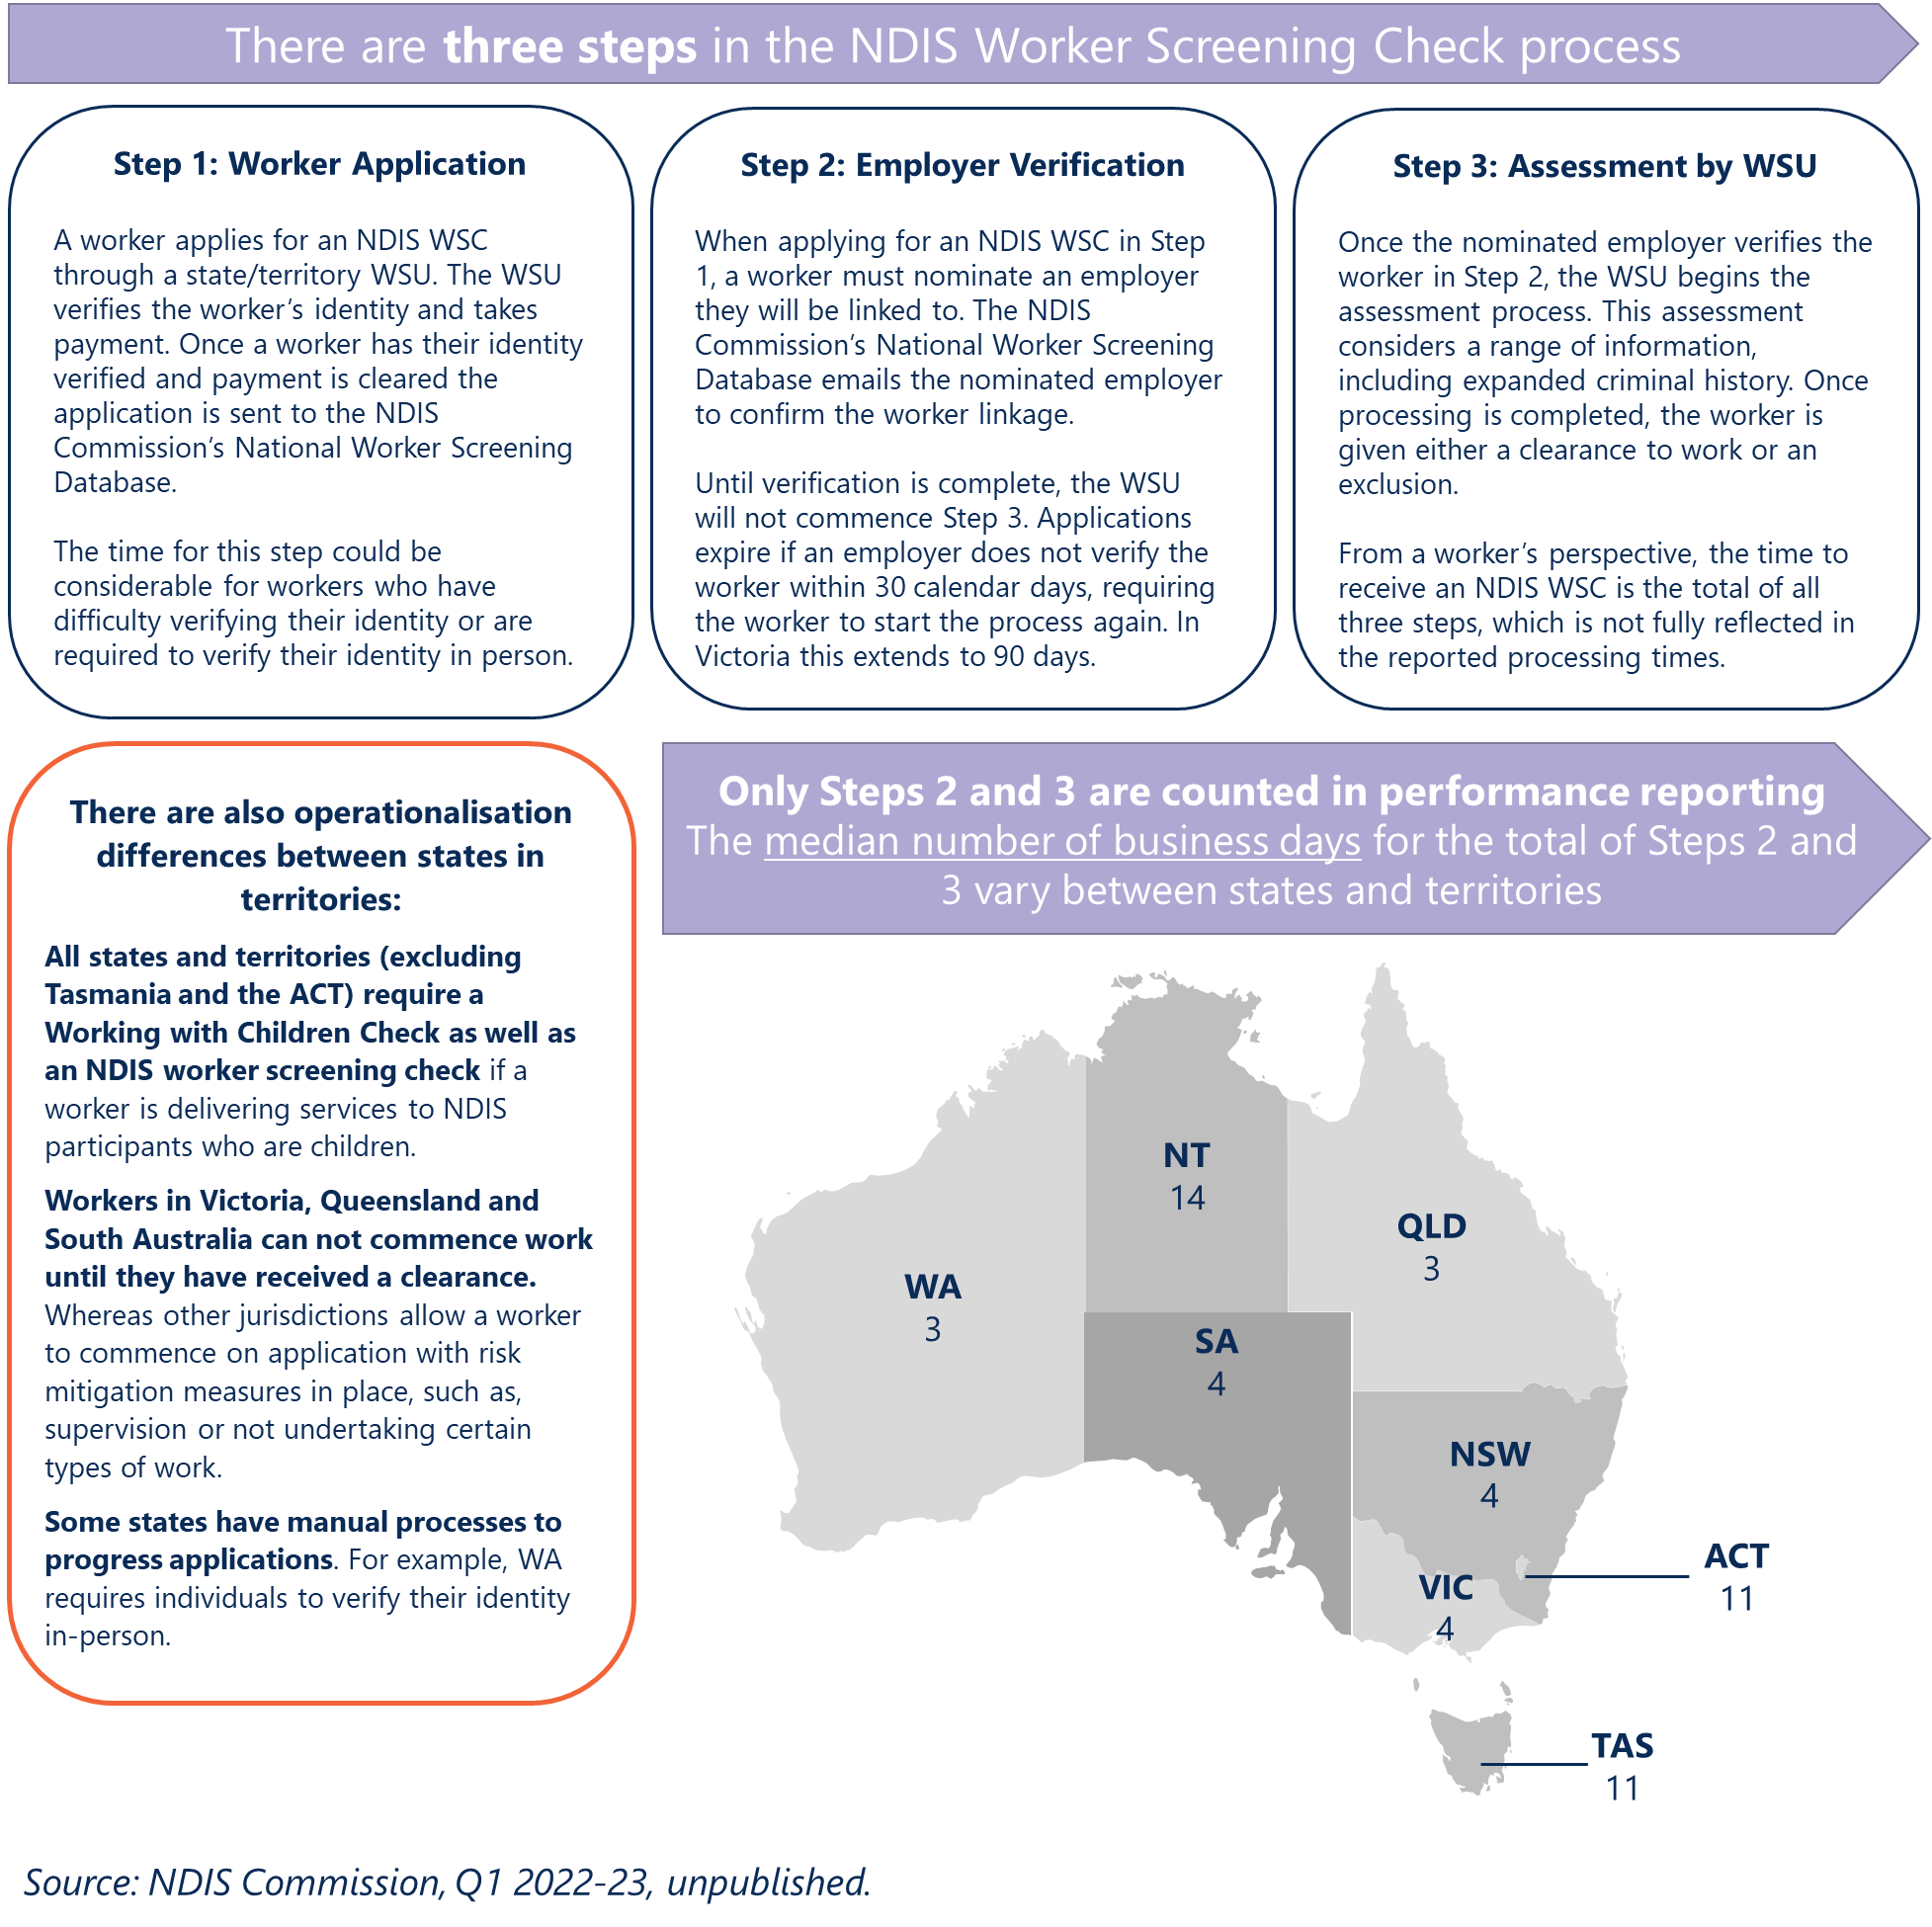 There are three steps in the NDIS Worker Screening Check process
Step 1: Worker Application
A worker applies for an NDIS WSC
through a state/territory WSU. The WSU
verifies the worker's identity and takes
payment. Once a worker has their identity
verified and payment is cleared the
application is sent to the NDIS
Commission's National Worker Screening
Database.
The time for this step could be
considerable for workers who have
difficulty verifying their identity or are
required to verify their identity in person.
Step 2: Employer Verification
When applying for an NDIS WSC in Step
1, a worker must nominate an employer
they will be linked to. The NDIS
Commission's National Worker Screening
Database emails the nominated employer
to confirm the worker linkage.
Until verification is complete, the WSU
will not commence Step 3. Applications
expire if an employer does not verify the
worker within 30 calendar days, requiring
the worker to start the process again. In
Victoria this extends to 90 days.
Step 3: Assessment by WSU
Once the nominated employer verifies the
worker in Step 2, the WSU begins the
assessment process. This assessment
considers a range of information,
including expanded criminal history. Once
processing is completed, the worker is
given either a clearance to work or an
exclusion.
From a worker's perspective, the time to
receive an NDIS WSC is the total of all
three steps, which is not fully reflected in
the reported processing times.
There are also operationalisation
differences between states in
territories:
All states and territories (excluding
Tasmania and the ACT) require a
Working with Children Check as well as
an NDIS worker screening check if a
worker is delivering services to NDIS
participants who are children.
Workers in Victoria, Queensland and
South Australia can not commence work
until they have received a clearance.
Whereas other jurisdictions allow a worker
to commence on application with risk
mitigation measures in place, such as,
supervision or not undertaking certain
types of work.
Some states have manual processes to
progress applications. For example, WA
requires individuals to verify their identity
in-person.
Only Steps 2 and 3 are counted in performance reporting
The median number of business days for the total of Steps 2 and
3 vary between states and territories
NT
14
QLD
3
WA
3
SA
4
NSW
4
ACT
11
VIC
4
TAS
11
Source: NDIS Commission, Q1 2022-23, unpublished.